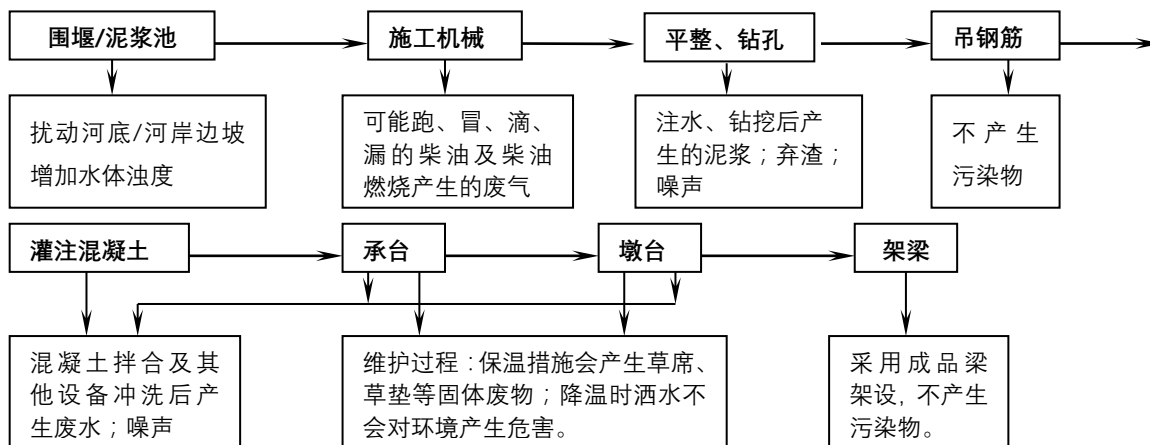 围堰/泥浆池
施工机械
平整、钻孔
吊钢筋
扰动河底/河岸边坡
增加水体浊度
可能跑、冒、滴、
漏的柴油及柴油
燃烧产生的废气
注水、钻挖后产
生的泥浆；弃渣；
噪声
不产生
污染物
灌注混凝土
承台
墩台
架梁
混凝土拌合及其
他设备冲洗后产
生废水；噪声
维护过程：保温措施会产生草席、
草垫等固体废物；降温时洒水不
会对环境产生危害。
采用成品梁
架设, 不产生
污染物。